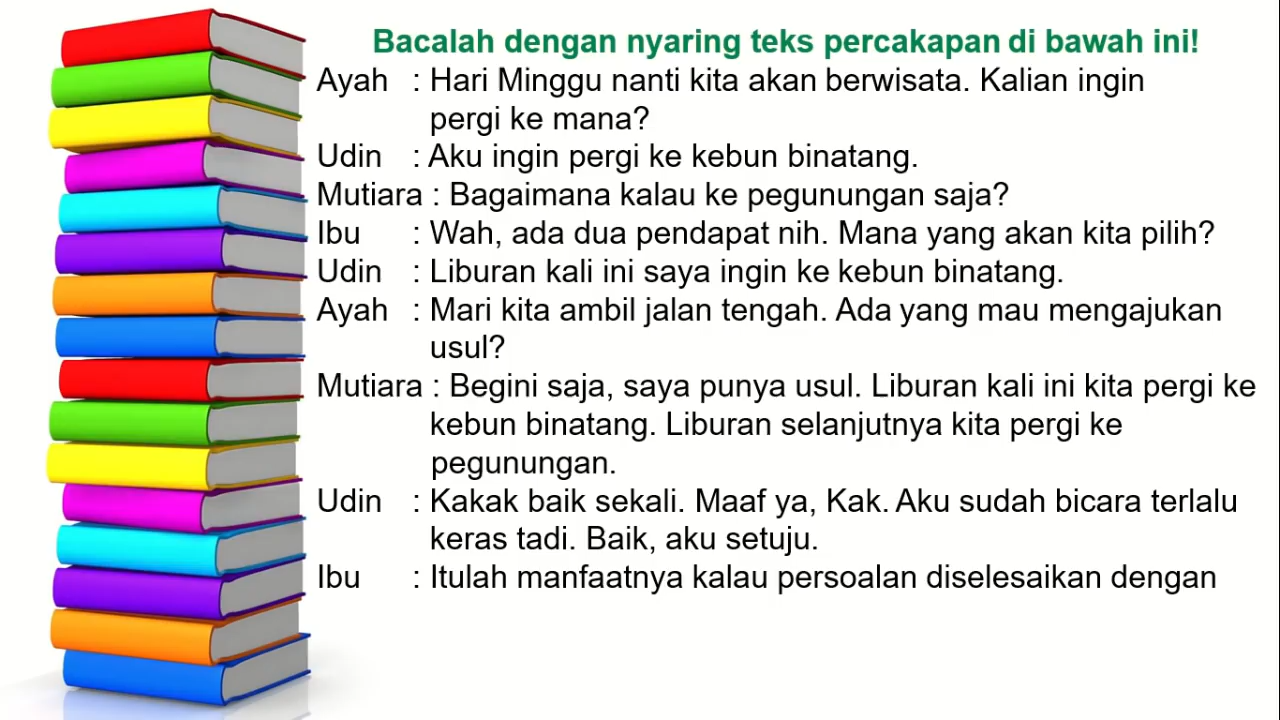 Bacalah dengan nyaring teks percakapan di bawah ini!
Ayah : Hari Minggu nanti kita akan berwisata. Kalian ingin
pergi ke mana?
Udin : Aku ingin pergi ke kebun binatang.
Mutiara : Bagaimana kalau ke pegunungan saja?
Ibu : Wah, ada dua pendapat nih. Mana yang akan kita pilih?
Udin : Liburan kali ini saya ingin ke kebun binatang.
Ayah : Mari kita ambil jalan tengah. Ada yang mau mengajukan
usul?
Mutiara : Begini saja, saya punya usul. Liburan kali ini kita pergi ke
kebun binatang. Liburan selanjutnya kita pergi ke
pegunungan.
Udin : Kakak baik sekali. Maaf ya, Kak. Aku sudah bicara terlalu
keras tadi. Baik, aku setuju.
Ibu : Itulah manfaatnya kalau persoalan diselesaikan dengan